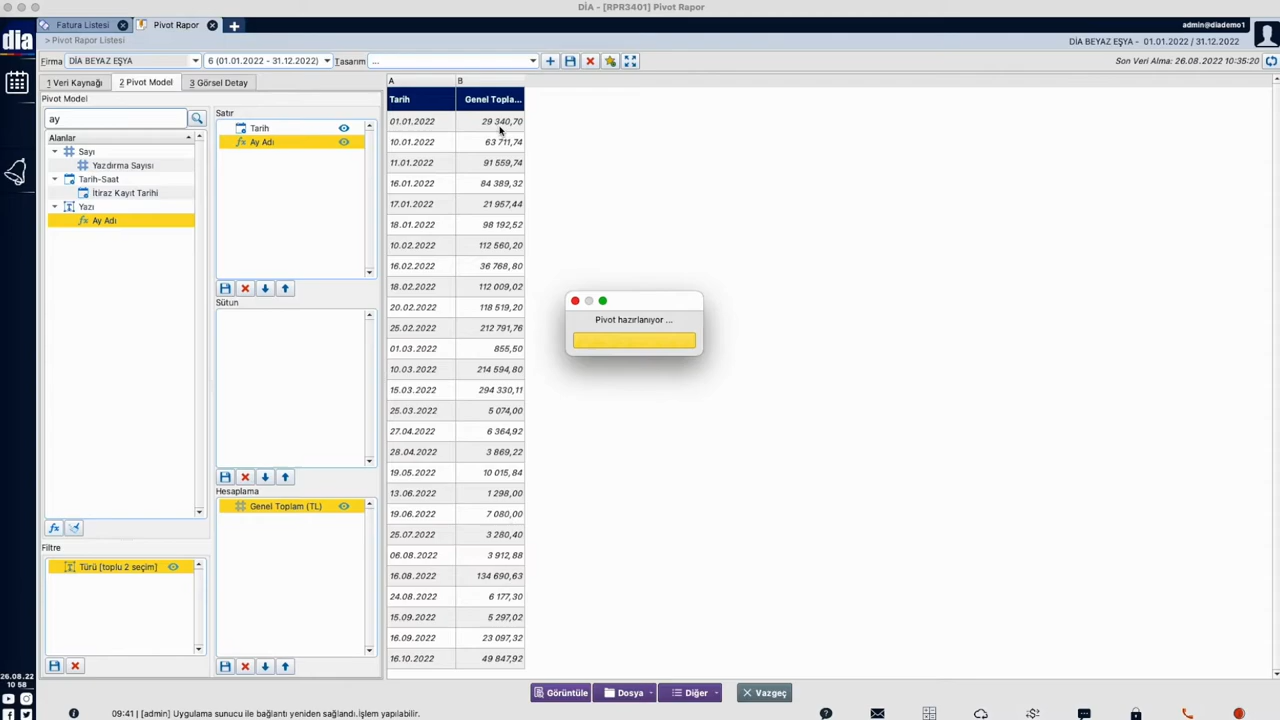 DİA - [RPR3401] Pivot Rapor
dia
Fatura Listesi
Pivot Rapor
admin@diademo1
> Pivot Rapor Listesi
DİA BEYAZ EŞYA - 01.01.2022 / 31.12.2022
Firma DİA BEYAZ EŞYA 6 (01.01.2022 - 31.12.2022) Tasarım ...
Son Veri Alma: 26.08.2022 10:35:20
1 Veri Kaynağı 2 Pivot Model 3 Görsel Detay
Pivot Model
ay
Alanlar
Sayı
Yazdırma Sayısı
Tarih-Saat
İtiraz Kayıt Tarihi
Yazı
fx Ay Adı
fx
Filtre
Türü [toplu 2 seçim]
Satır
Tarih
fx Ay Adı
Sütun
Hesaplama
Genel Toplam (TL)
A B
Tarih Genel Topla...
01.01.2022 29 340,70
10.01.2022 63 711,74
11.01.2022 91 559,74
16.01.2022 84 389,32
17.01.2022 21 957,44
18.01.2022 98 192,52
10.02.2022 112 560,20
16.02.2022 36 768,80
18.02.2022 112 009,02
20.02.2022 118 519,20
25.02.2022 212 791,76
01.03.2022 855,50
10.03.2022 214 594,80
15.03.2022 294 330,11
25.03.2022 5 074,00
27.04.2022 6 364,92
28.04.2022 3 869,22
19.05.2022 10 015,84
13.06.2022 1 298,00
19.06.2022 7 080,00
25.07.2022 3 280,40
06.08.2022 3 912,88
16.08.2022 134 690,63
24.08.2022 6 177,30
15.09.2022 5 297,02
16.09.2022 23 097,32
16.10.2022 49 847,92
Pivot hazırlanıyor ...
Görüntüle Dosya Diğer Vazgeç
26.08.22
10 58
09:41 | [admin] Uygulama sunucu ile bağlantı yeniden sağlandı.İşlem yapılabilir.